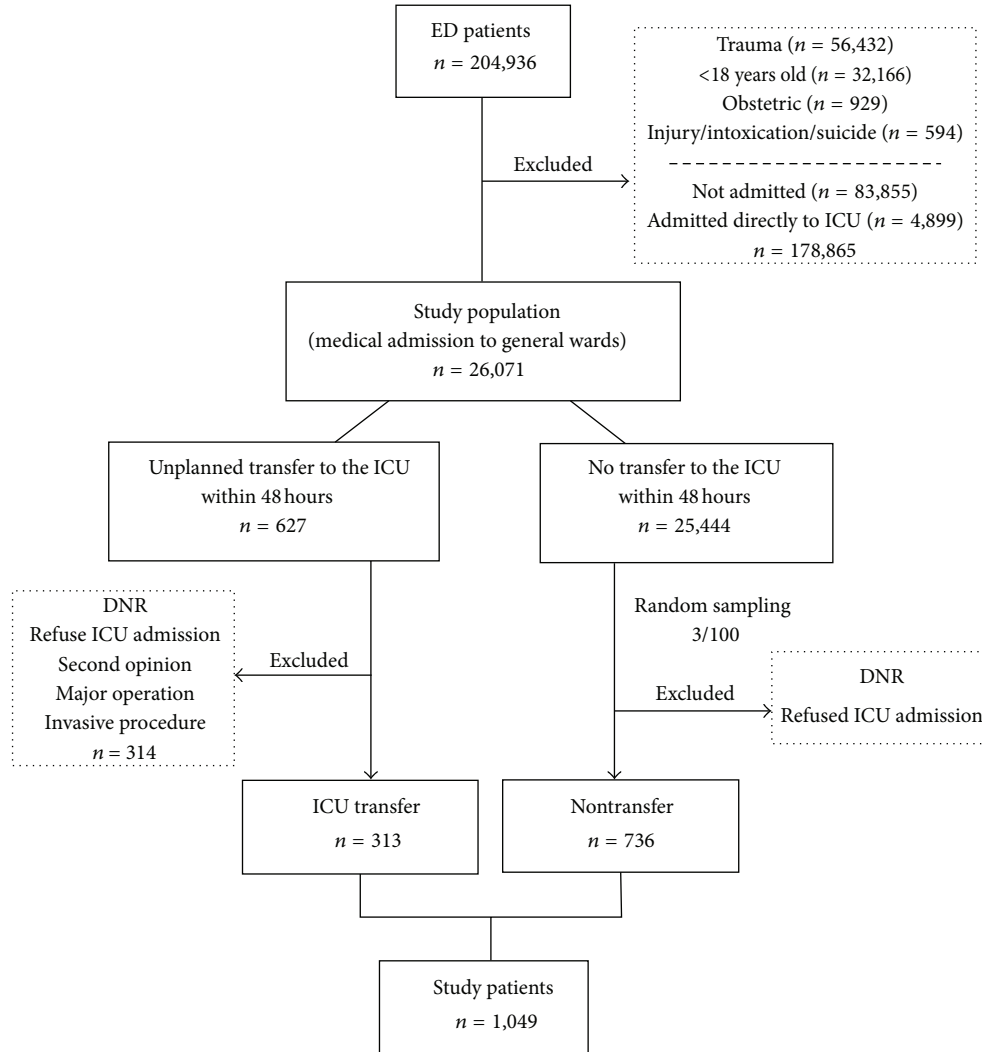 ED patients
n = 204,936
Trauma (n = 56,432)
<18 years old (n = 32,166)
Obstetric (n = 929)
Injury/intoxication/suicide (n = 594)
Excluded
Not admitted (n = 83,855)
Admitted directly to ICU (n = 4,899)
n = 178,865
Study population
(medical admission to general wards)
n = 26,071
Unplanned transfer to the ICU
within 48 hours
n = 627
No transfer to the ICU
within 48 hours
n = 25,444
DNR
Refuse ICU admission
Second opinion
Major operation
Invasive procedure
n = 314
Excluded
Random sampling
3/100
Excluded
DNR
Refused ICU admission
ICU transfer
n = 313
Nontransfer
n = 736
Study patients
n = 1,049